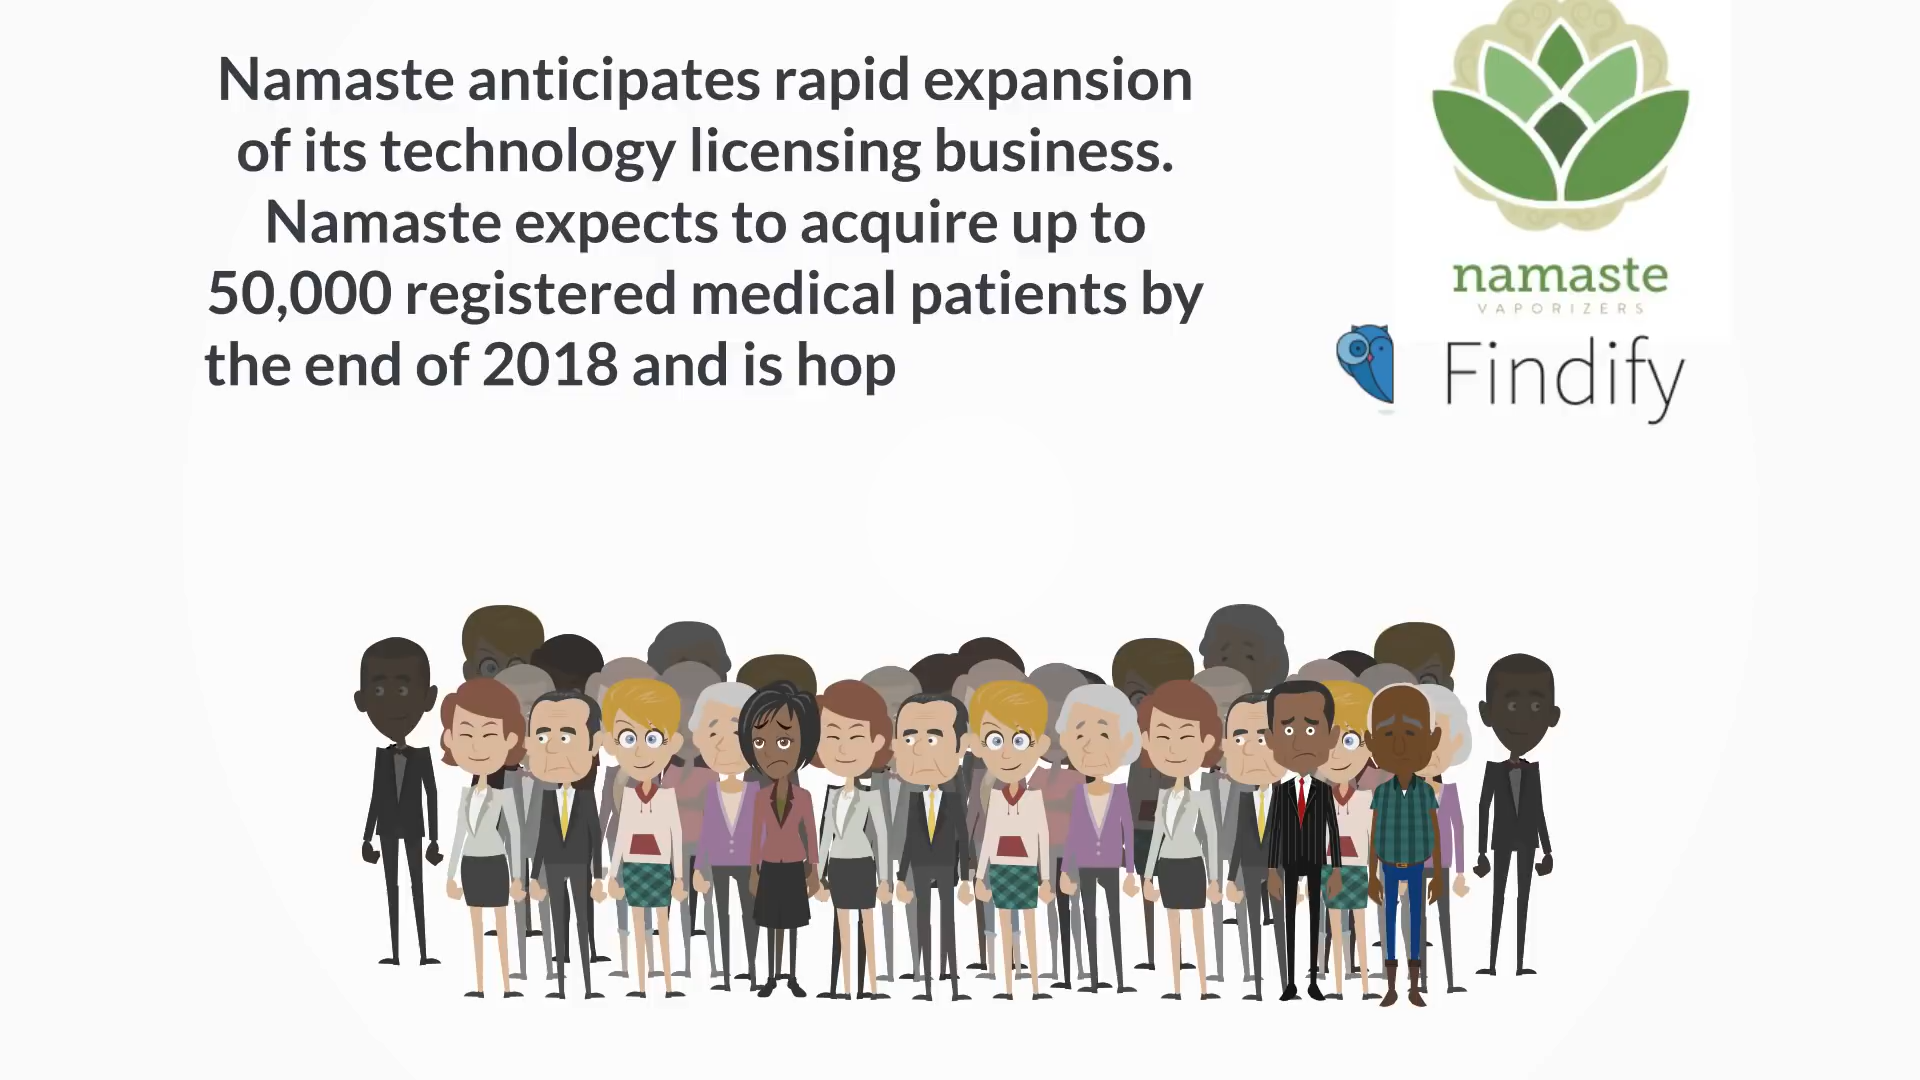 Namaste anticipates rapid expansion
of its technology licensing business.
Namaste expects to acquire up to
50,000 registered medical patients by
the end of 2018 and is hop
namaste
VAPORIZERS
Findify